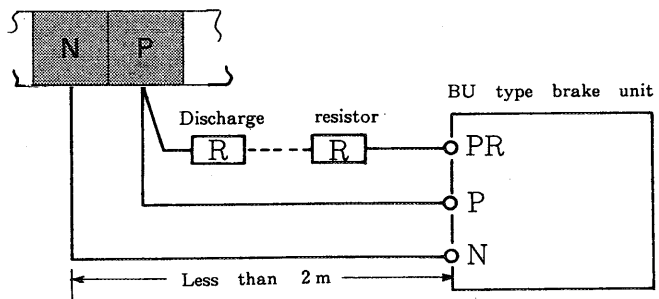 N P
BU type brake unit
Discharge resistor
R R
PR
P
N
Less than 2 m